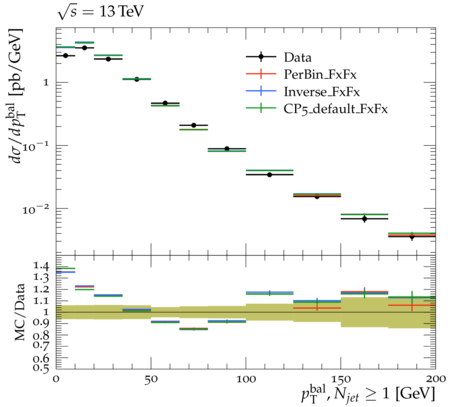 √s = 13 TeV
dσ/dp_T^bal [pb/GeV]
1
10⁻¹
10⁻²
Data
PerBin_FxFx
Inverse_FxFx
CP5_default_FxFx
MC/Data
1.4
1.3
1.2
1.1
1
0.9
0.8
0.7
0.6
0.5
0 50 100 150 200
p_T^bal, N_jet ≥ 1 [GeV]